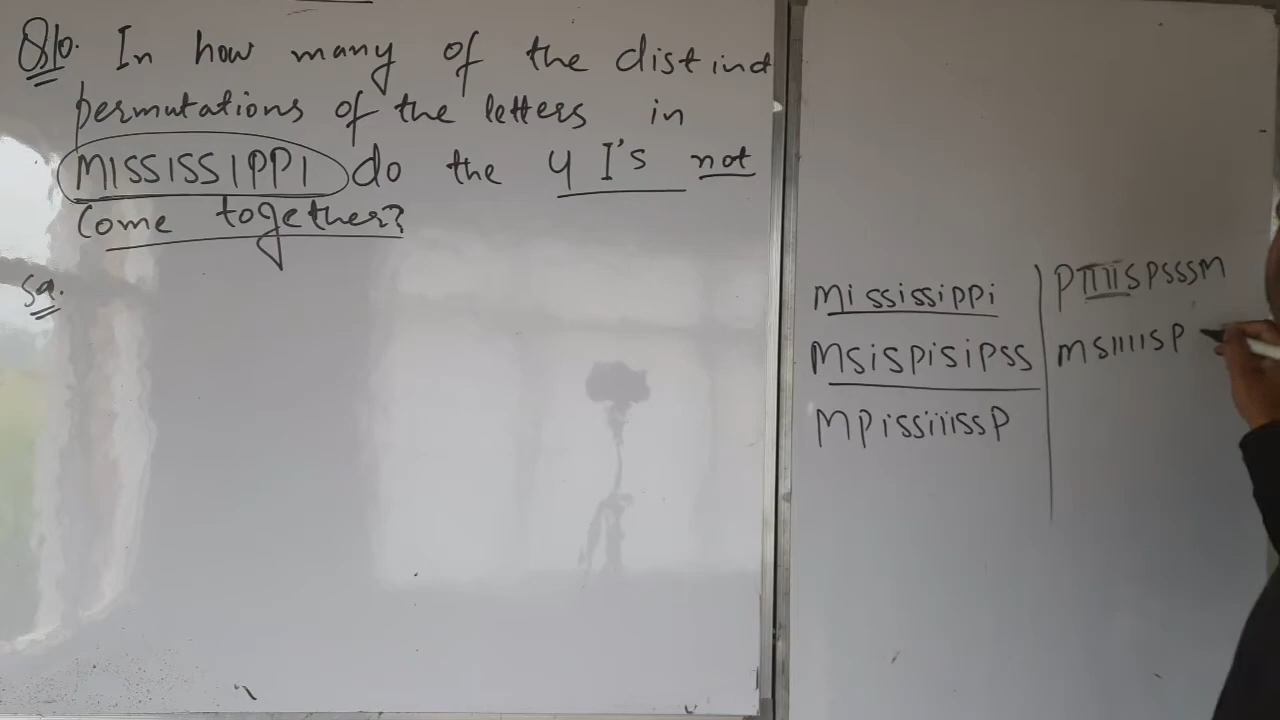 Q10. In how many of the distinct
permutations of the letters in
MISSISSIPPI do the 4 I's not
Come together?
Sol.
Mississippi
MSiSPiSiPSS
MPissiiissP
PIIIISPSSSM
MSIIIISP